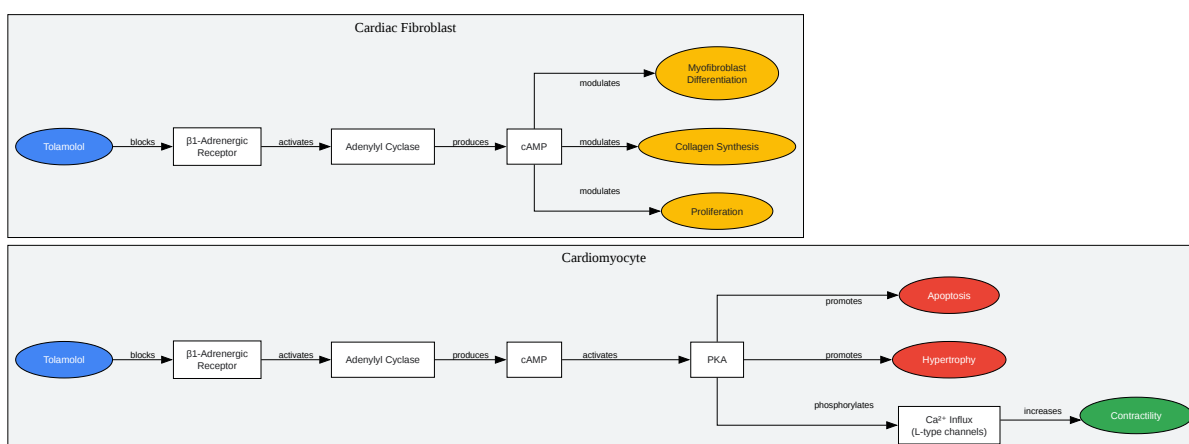 Cardiac Fibroblast
Myofibroblast
Differentiation
modulates
Tolamolol
blocks
β1-Adrenergic
Receptor
activates
Adenylyl Cyclase
produces
cAMP
modulates
Collagen Synthesis
modulates
Proliferation
Cardiomyocyte
Apoptosis
promotes
Tolamolol
blocks
β1-Adrenergic
Receptor
activates
Adenylyl Cyclase
produces
cAMP
activates
PKA
promotes
Hypertrophy
phosphorylates
Ca²⁺ Influx
(L-type channels)
increases
Contractility